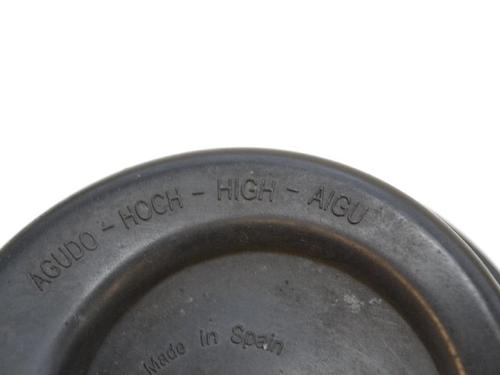 AGUDO - HOCH - HIGH - AIGU
Made in Spain